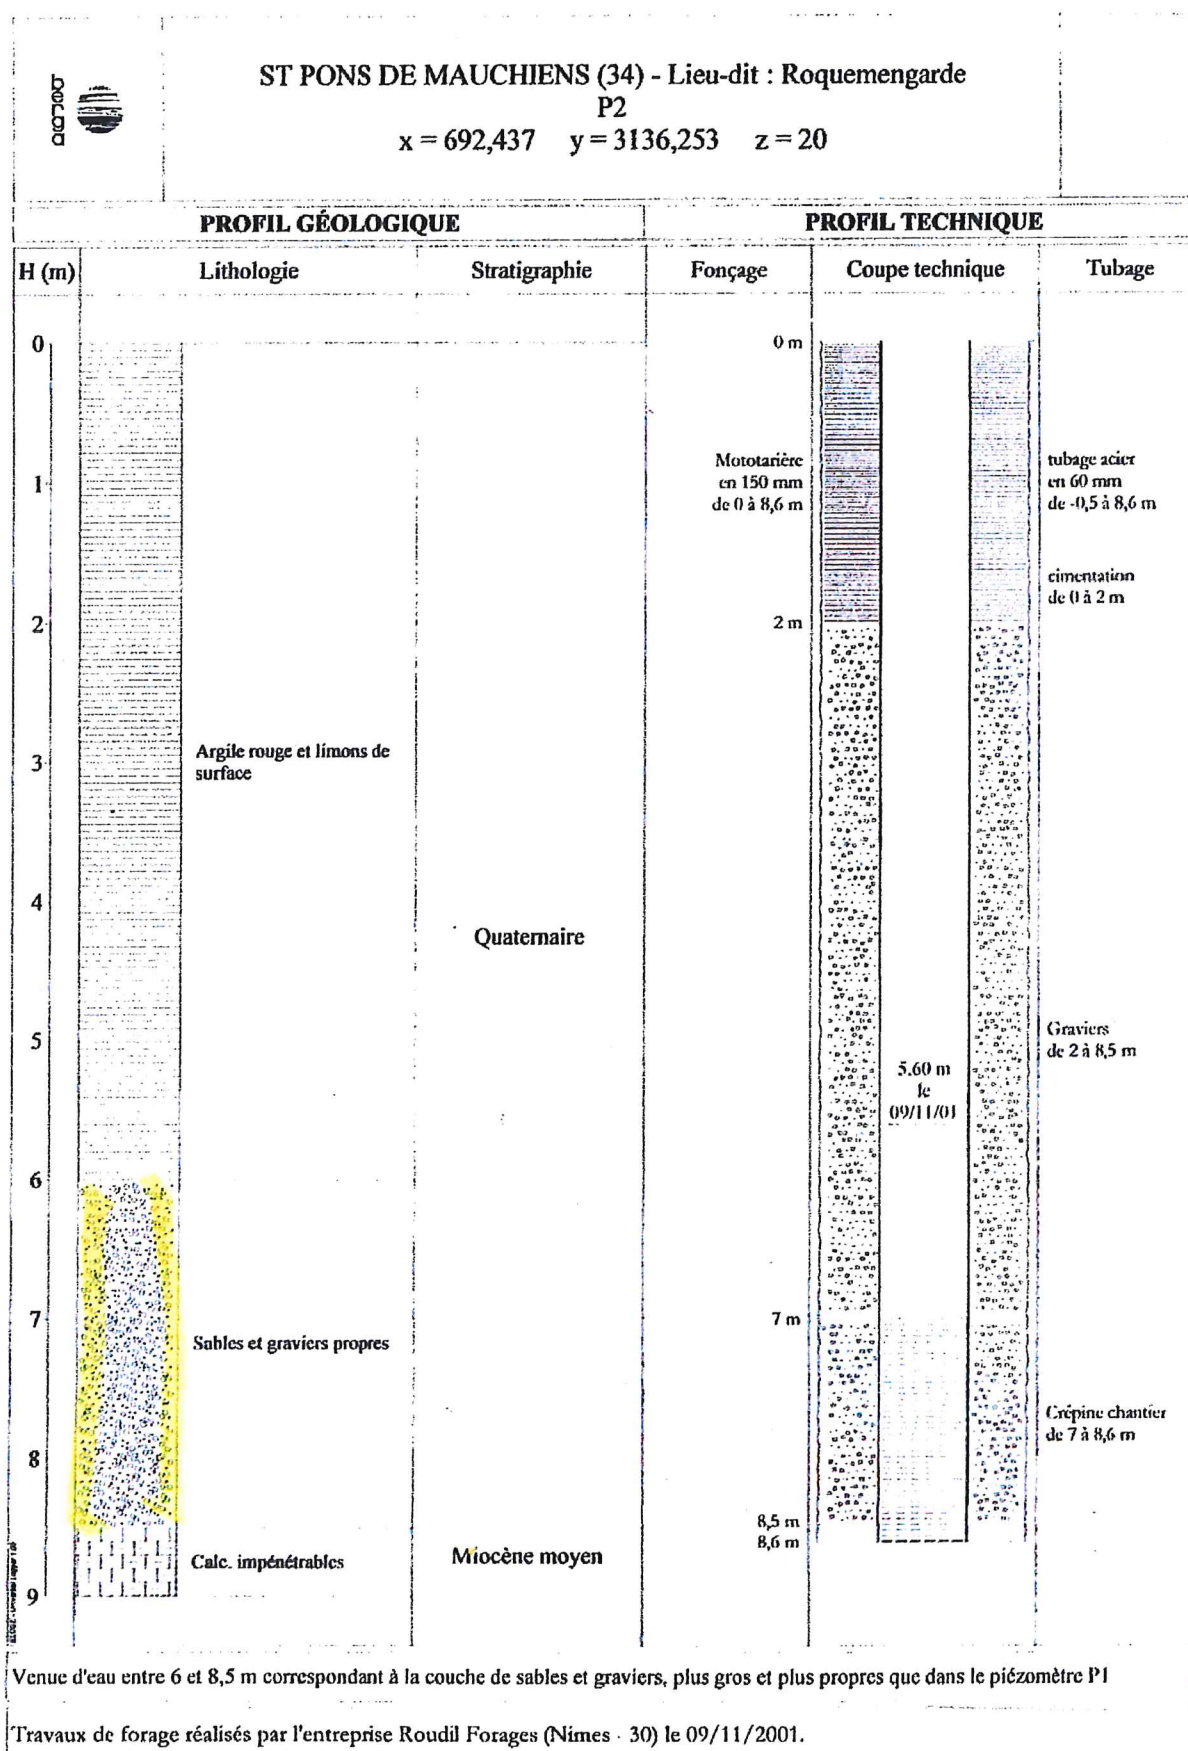 berga
ST PONS DE MAUCHIENS (34) - Lieu-dit : Roquemengarde
P2
x = 692,437 y = 3136,253 z = 20
PROFIL GÉOLOGIQUE
PROFIL TECHNIQUE
H (m)
Lithologie
Stratigraphie
Fonçage
Coupe technique
Tubage
0
1
2
3
4
5
6
7
8
9
Argile rouge et limons de
surface
Sables et graviers propres
Calc. impénétrables
Quaternaire
Miocène moyen
0 m
Mototarière
en 150 mm
de 0 à 8,6 m
2 m
7 m
8,5 m
8,6 m
5.60 m
le
09/11/01
tubage acier
en 60 mm
de -0,5 à 8,6 m
cimentation
de 0 à 2 m
Graviers
de 2 à 8,5 m
Crépine chantier
de 7 à 8,6 m
Venue d'eau entre 6 et 8,5 m correspondant à la couche de sables et graviers, plus gros et plus propres que dans le piézomètre P1
Travaux de forage réalisés par l'entreprise Roudil Forages (Nimes - 30) le 09/11/2001.